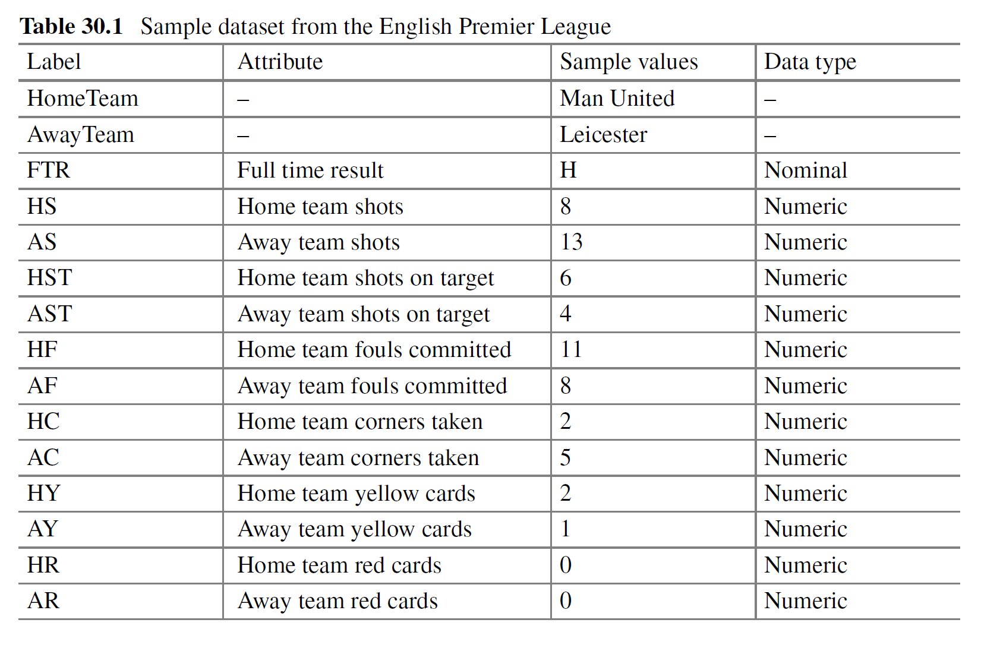 Table 30.1 Sample dataset from the English Premier League
Label Attribute Sample values Data type
HomeTeam – Man United –
AwayTeam – Leicester –
FTR Full time result H Nominal
HS Home team shots 8 Numeric
AS Away team shots 13 Numeric
HST Home team shots on target 6 Numeric
AST Away team shots on target 4 Numeric
HF Home team fouls committed 11 Numeric
AF Away team fouls committed 8 Numeric
HC Home team corners taken 2 Numeric
AC Away team corners taken 5 Numeric
HY Home team yellow cards 2 Numeric
AY Away team yellow cards 1 Numeric
HR Home team red cards 0 Numeric
AR Away team red cards 0 Numeric